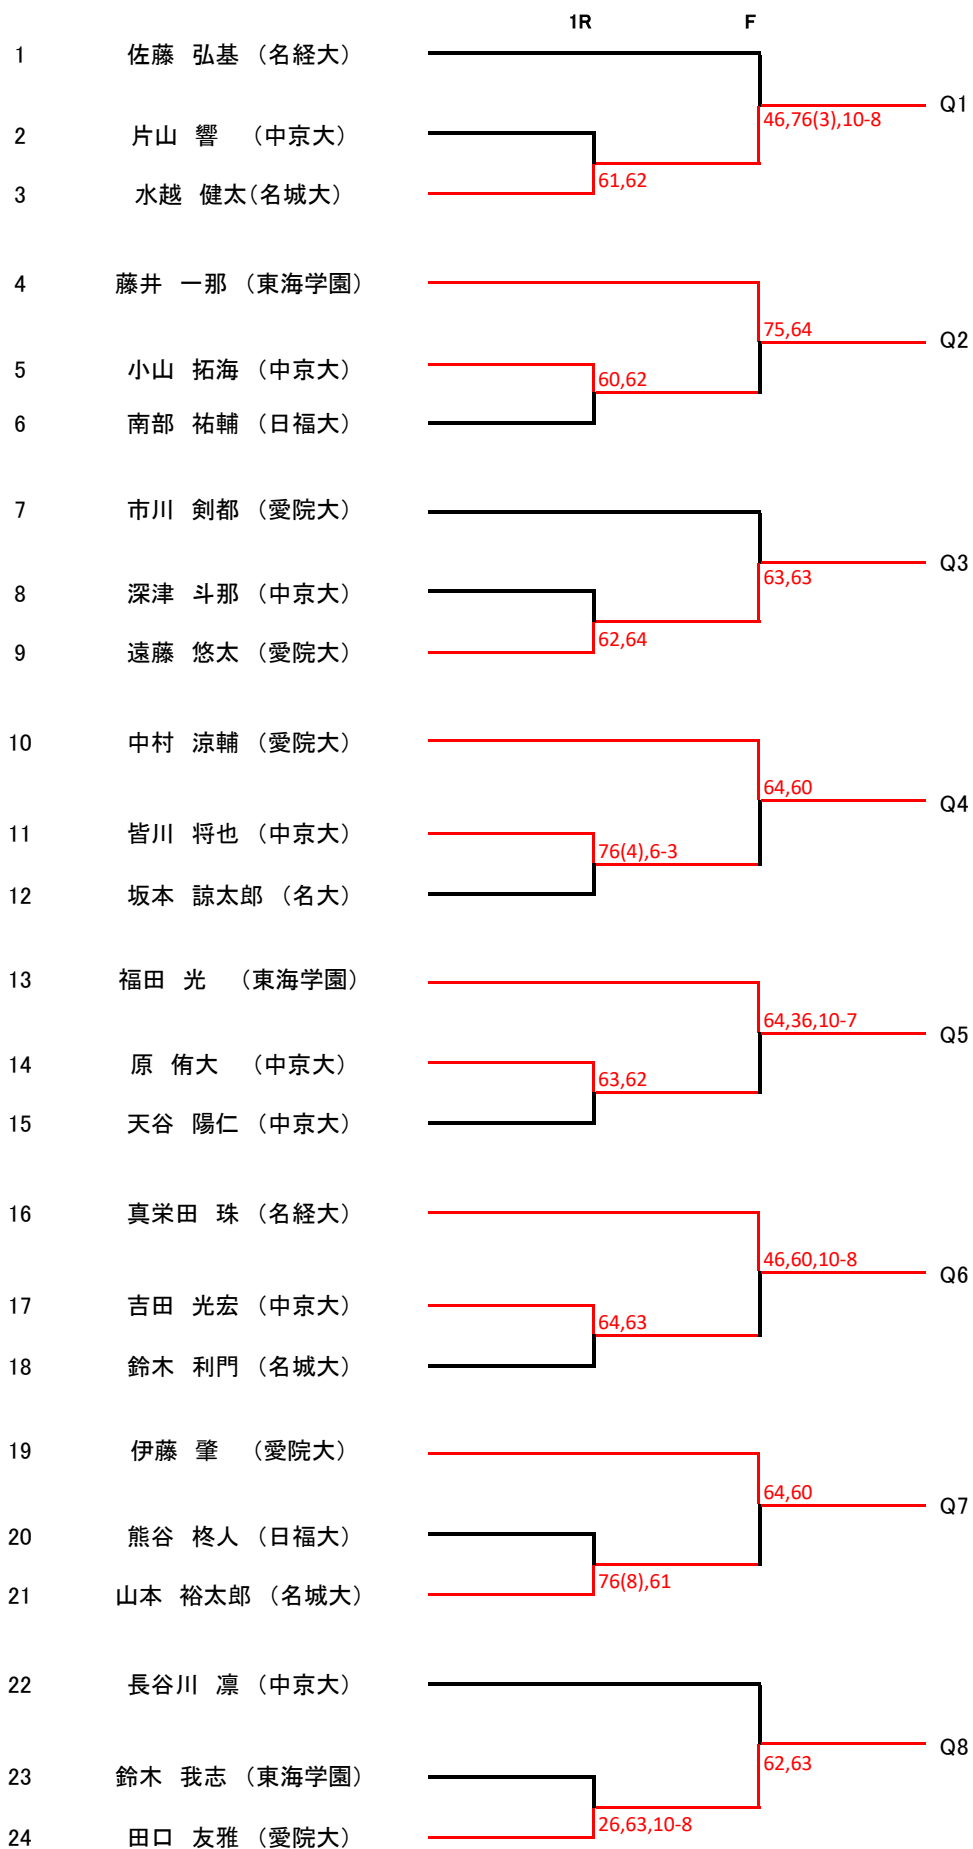 1R F
1 佐藤 弘基 （名経大）
Q1
46,76(3),10-8
2 片山 響 （中京大）
61,62
3 水越 健太（名城大）
4 藤井 一那 （東海学園）
75,64
Q2
5 小山 拓海 （中京大）
60,62
6 南部 祐輔 （日福大）
7 市川 剣都 （愛院大）
Q3
63,63
8 深津 斗那 （中京大）
62,64
9 遠藤 悠太 （愛院大）
10 中村 涼輔 （愛院大）
64,60
Q4
11 皆川 将也 （中京大）
76(4),6-3
12 坂本 諒太郎 （名大）
13 福田 光 （東海学園）
64,36,10-7
Q5
14 原 侑大 （中京大）
63,62
15 天谷 陽仁 （中京大）
16 真栄田 珠 （名経大）
46,60,10-8
Q6
17 吉田 光宏 （中京大）
64,63
18 鈴木 利門 （名城大）
19 伊藤 肇 （愛院大）
64,60
Q7
20 熊谷 柊人 （日福大）
76(8),61
21 山本 裕太郎 （名城大）
22 長谷川 凛 （中京大）
Q8
62,63
23 鈴木 我志 （東海学園）
26,63,10-8
24 田口 友雅 （愛院大）